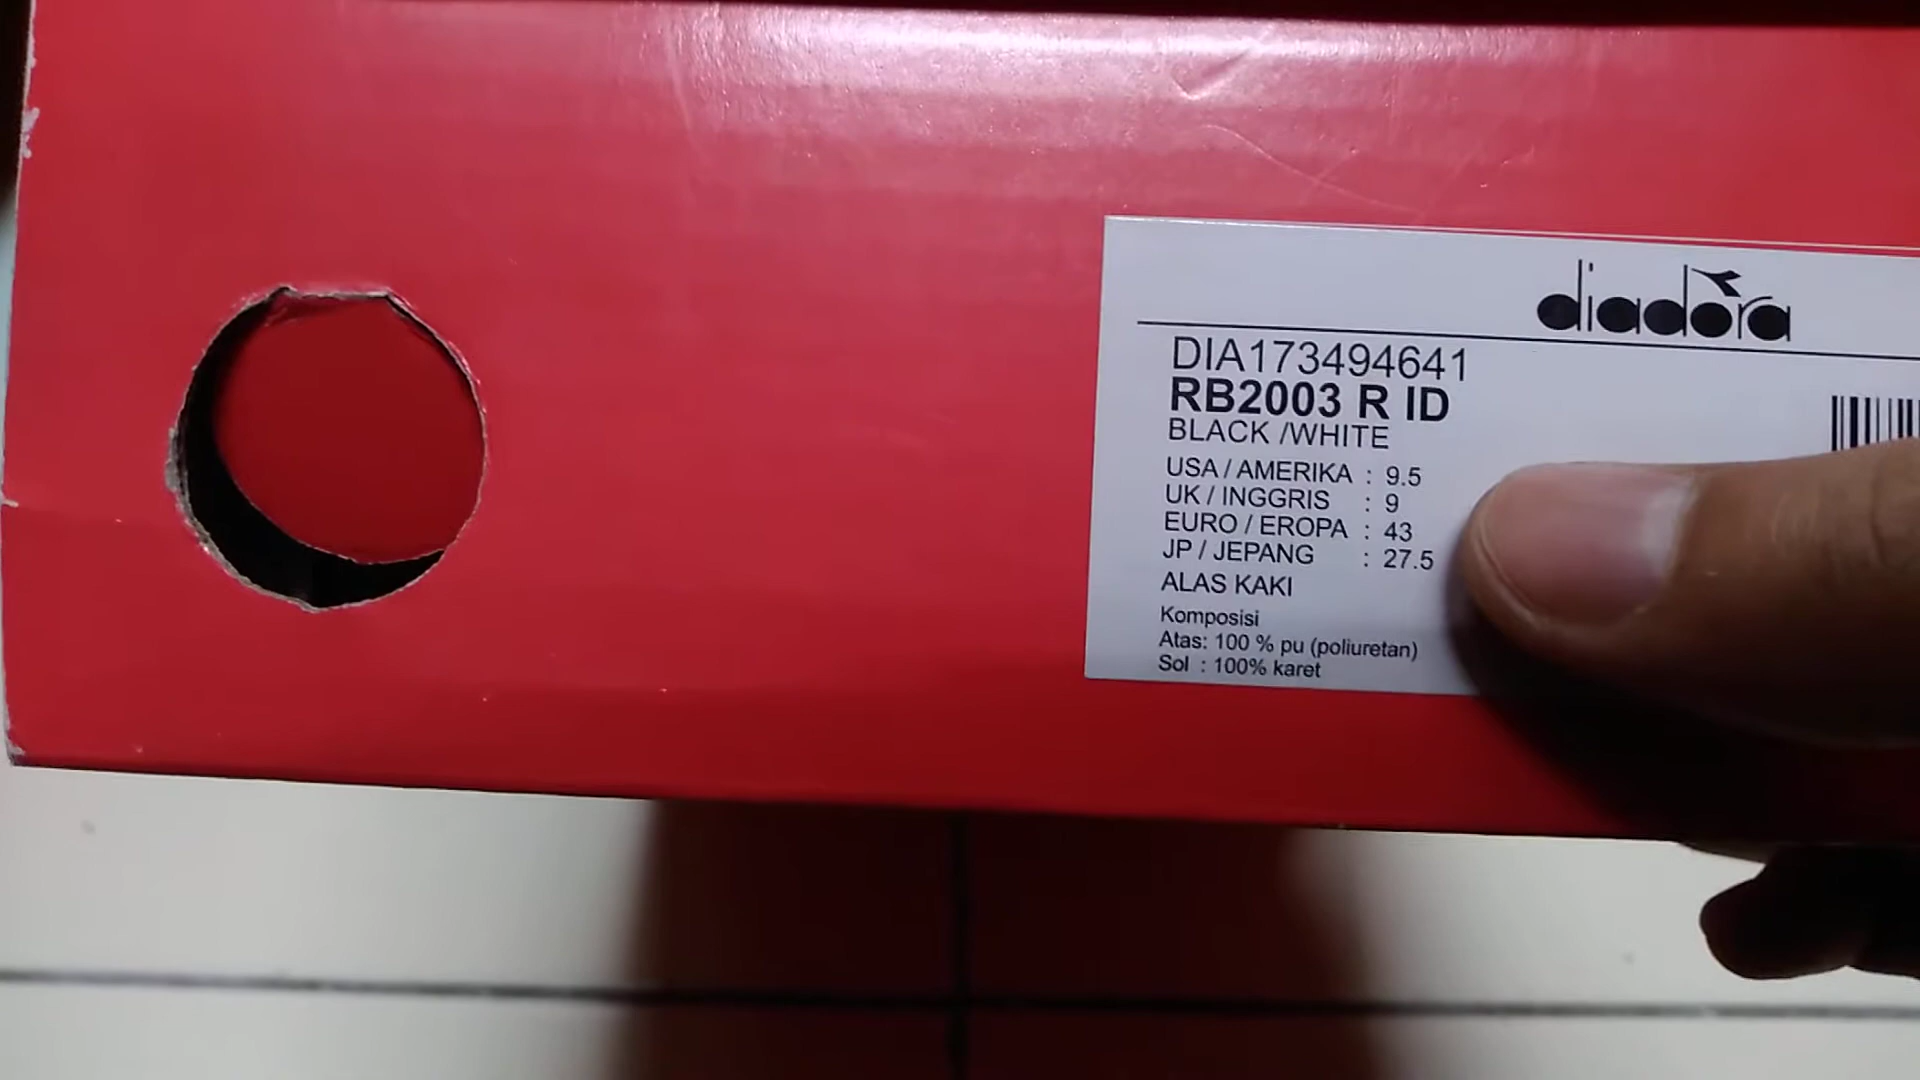 diadora
DIA173494641
RB2003 R ID
BLACK /WHITE
USA / AMERIKA : 9.5
UK / INGGRIS : 9
EURO / EROPA : 43
JP / JEPANG : 27.5
ALAS KAKI
Komposisi
Atas: 100 % pu (poliuretan)
Sol : 100% karet